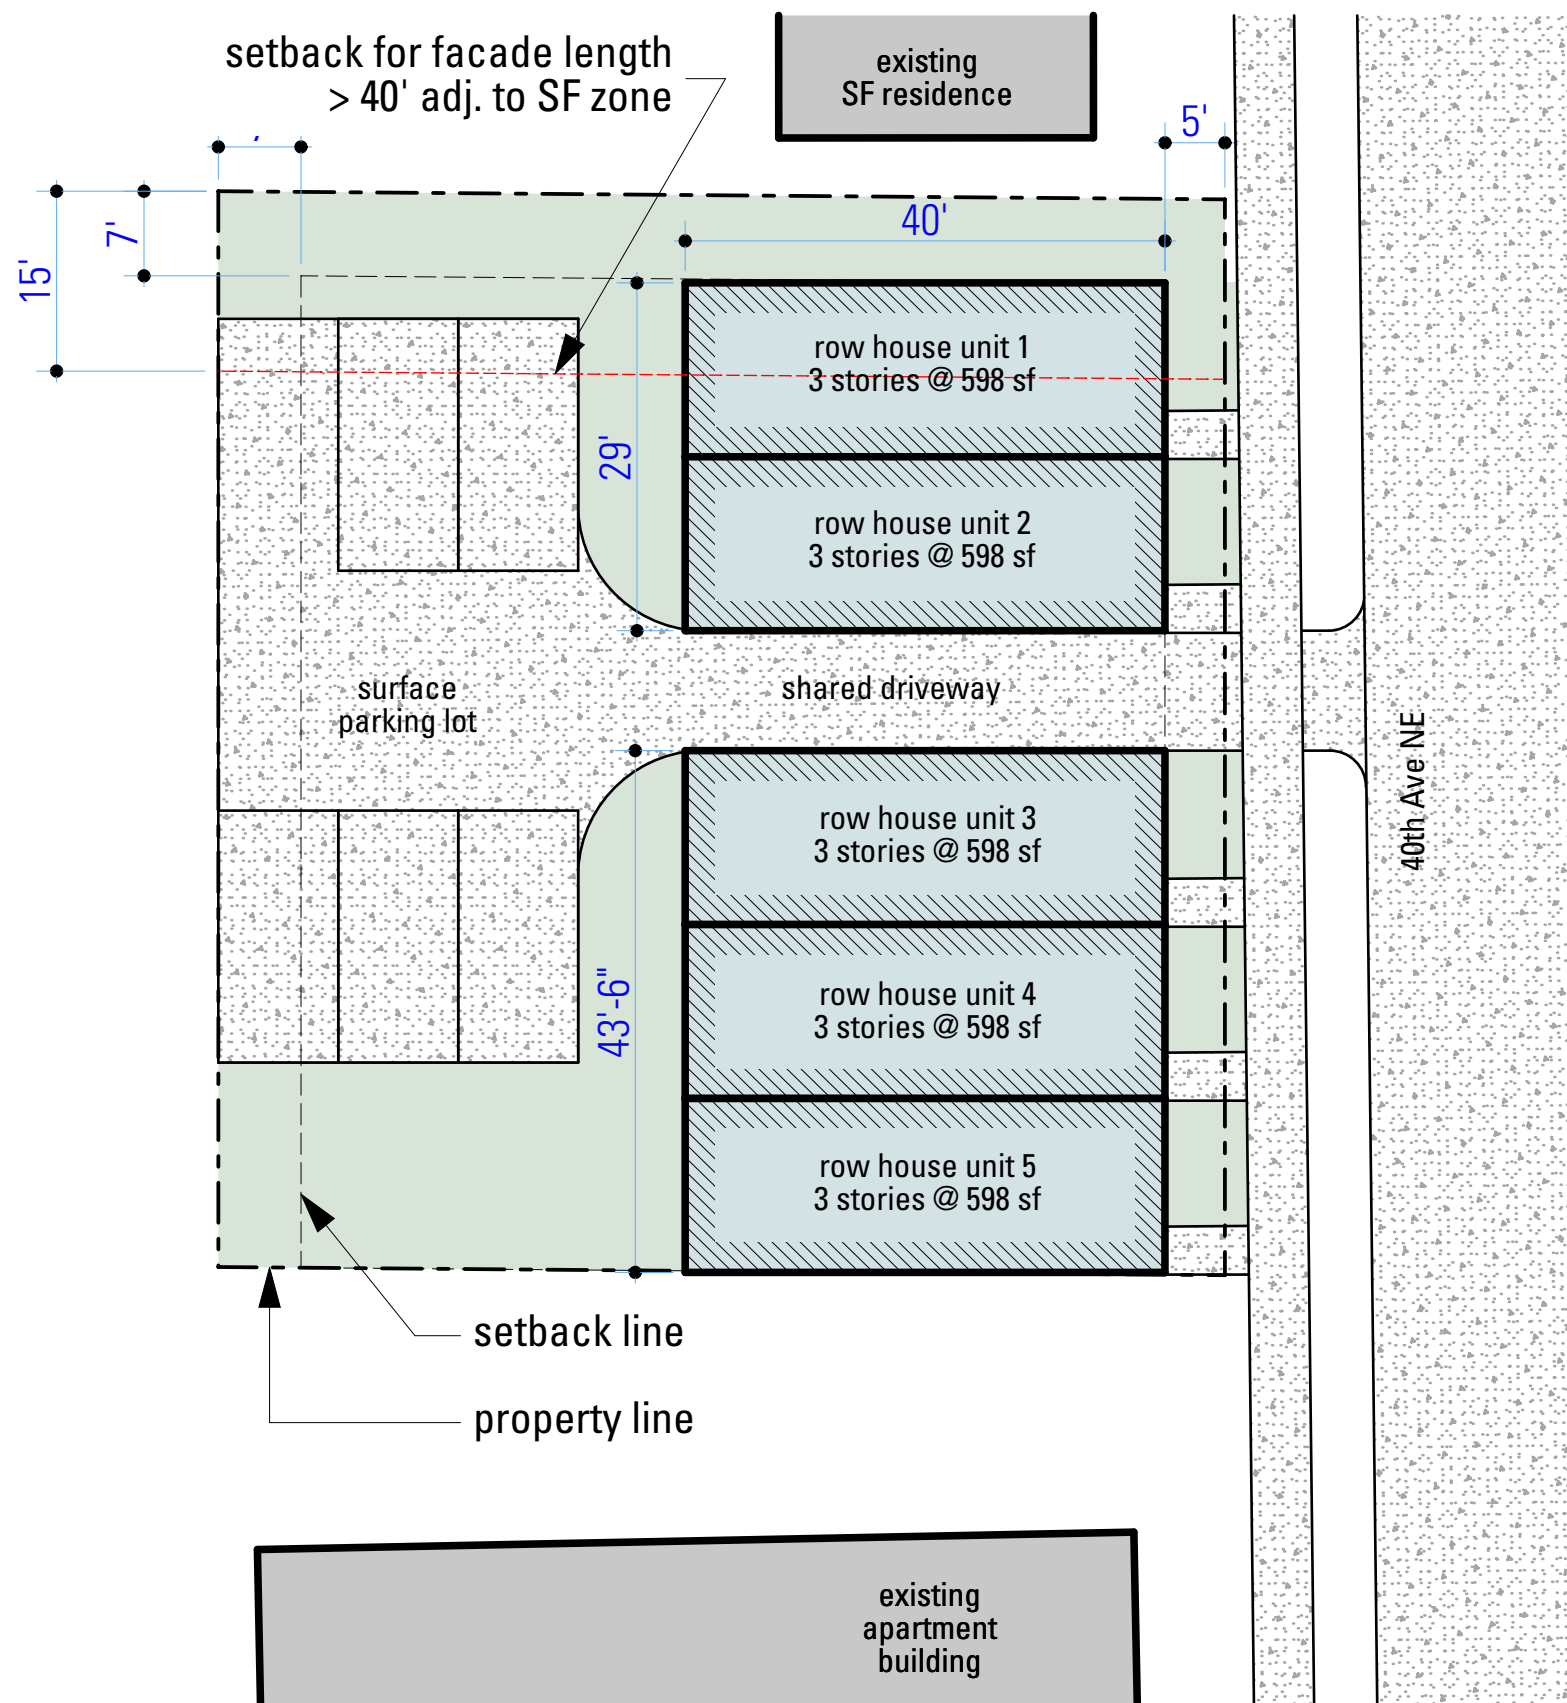 setback for facade length
> 40' adj. to SF zone
existing
SF residence
5'
7'
15'
40'
row house unit 1
3 stories @ 598 sf
29'
row house unit 2
3 stories @ 598 sf
surface
parking lot
shared driveway
40th Ave NE
row house unit 3
3 stories @ 598 sf
43'-6"
row house unit 4
3 stories @ 598 sf
row house unit 5
3 stories @ 598 sf
setback line
property line
existing
apartment
building